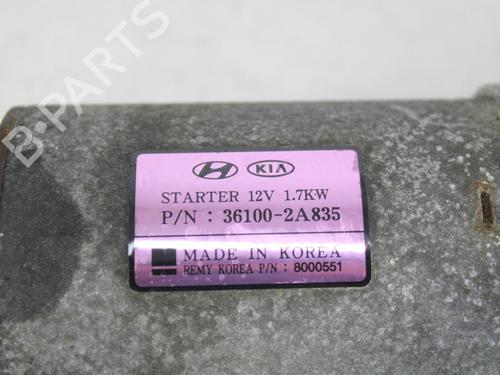 B-PARTS
KIA
STARTER 12V 1.7KW
P/N : 36100-2A835
MADE IN KOREA
REMY KOREA P/N : 8000551